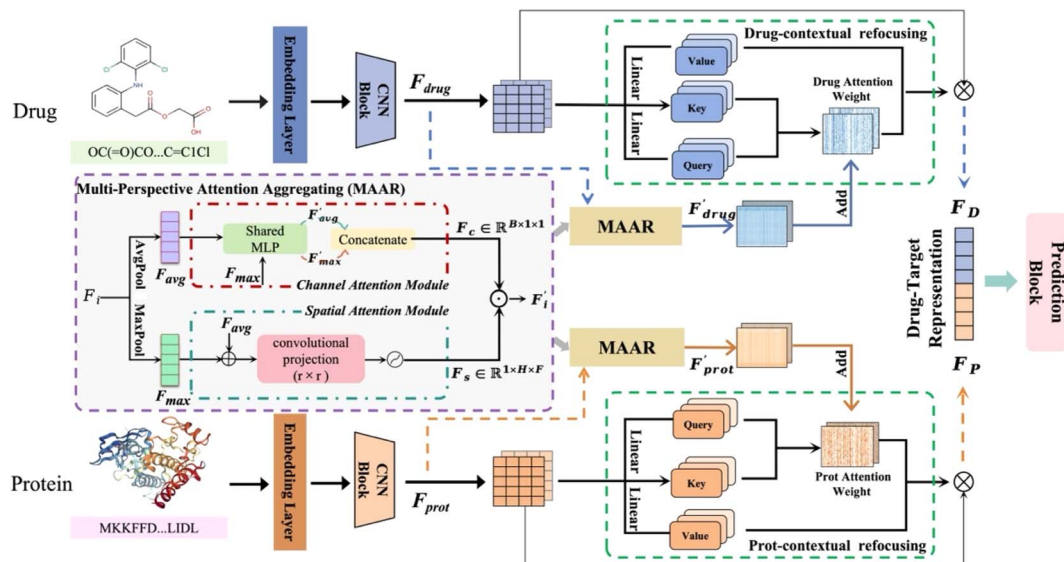 Drug
Cl
Cl
NH
O
O
O
OH
OC(=O)CO...C=C1Cl
Embedding Layer
CNN
Block
F_drug
Drug-contextual refocusing
Linear
Linear
Value
Key
Query
Drug Attention
Weight
Multi-Perspective Attention Aggregating (MAAR)
F_i
AvgPool
MaxPool
F_avg
F_max
Shared
MLP
F'_avg
F'_max
Concatenate
F_max
Channel Attention Module
F_c ∈ ℝ^{B×1×1}
F'_i
Spatial Attention Module
F_avg
convolutional
projection
(r × r)
F_s ∈ ℝ^{1×H×F}
MAAR
F'_drug
Add
MAAR
F'_prot
Add
F_D
Drug-Target
Representation
F_P
Prediction
Block
Protein
MKKFFD...LIDL
Embedding Layer
CNN
Block
F_prot
Linear
Linear
Query
Key
Value
Prot Attention
Weight
Prot-contextual refocusing